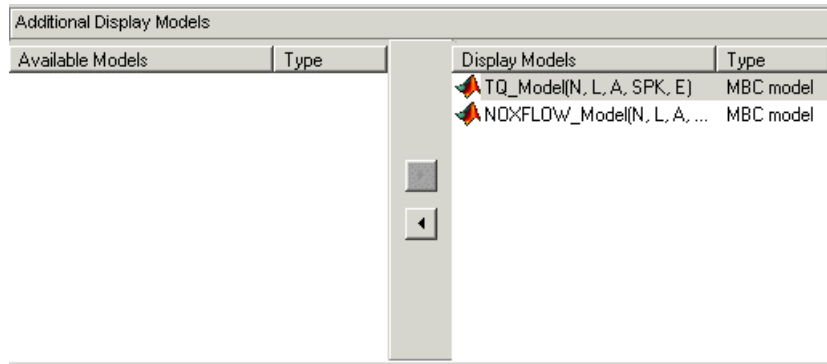 Additional Display Models
Available Models Type
Display Models Type
TQ_Model(N, L, A, SPK, E) MBC model
NOXFLOW_Model(N, L, A, ... MBC model